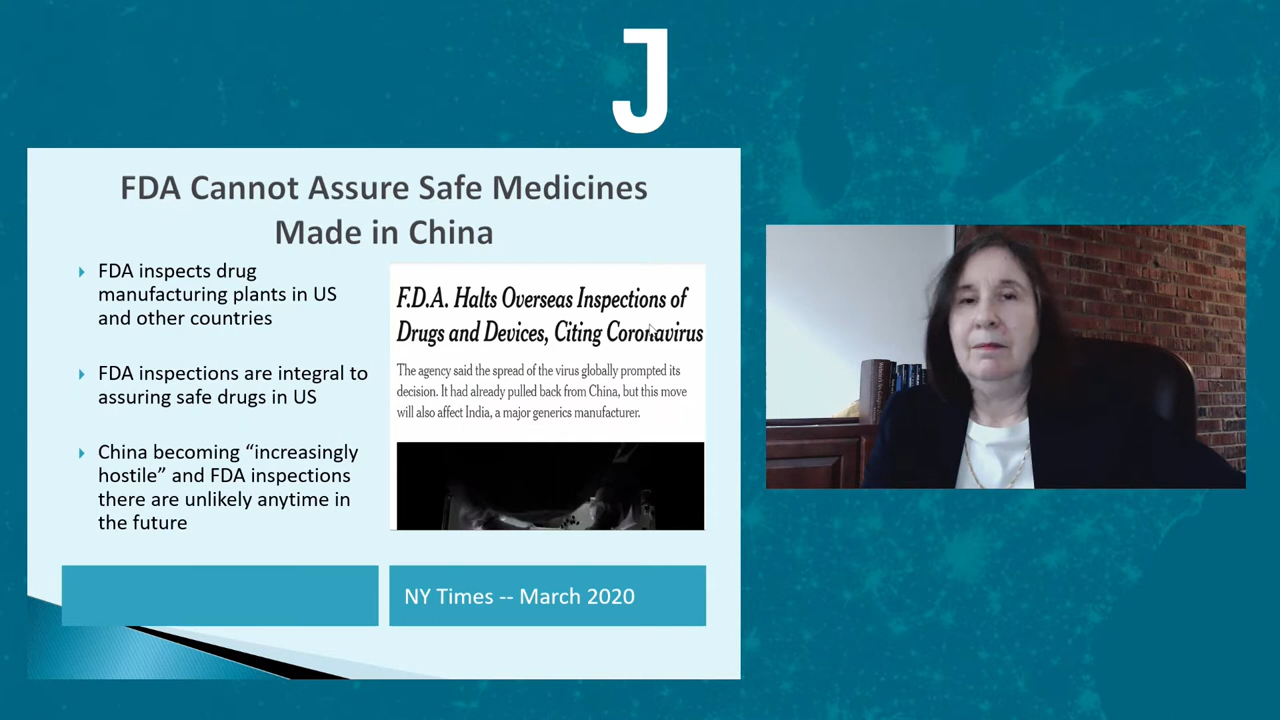 J
FDA Cannot Assure Safe Medicines
Made in China
FDA inspects drug
manufacturing plants in US
and other countries
FDA inspections are integral to
assuring safe drugs in US
China becoming “increasingly
hostile” and FDA inspections
there are unlikely anytime in
the future
F.D.A. Halts Overseas Inspections of
Drugs and Devices, Citing Coronavirus
The agency said the spread of the virus globally prompted its
decision. It had already pulled back from China, but this move
will also affect India, a major generics manufacturer.
NY Times -- March 2020